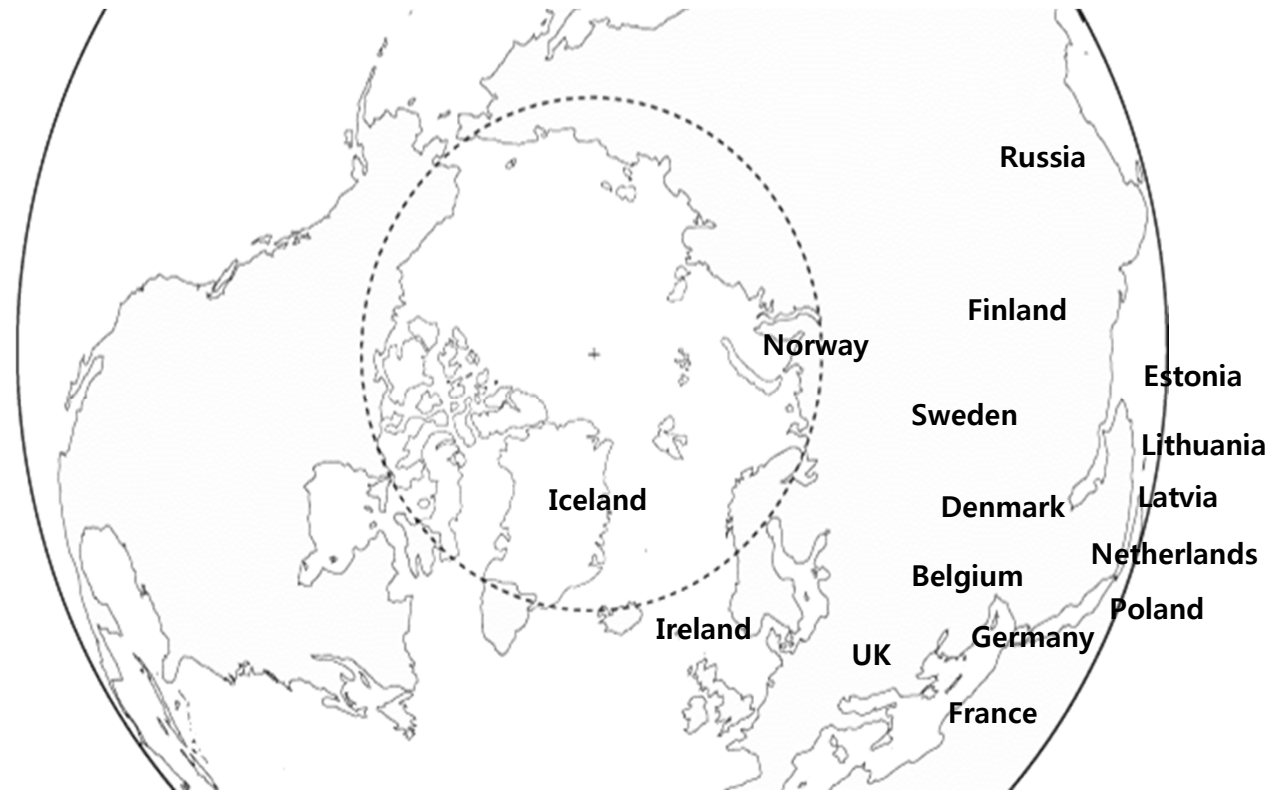 Russia
Finland
Norway
Estonia
Sweden
Lithuania
Iceland
Latvia
Denmark
Netherlands
Belgium
Poland
Ireland
Germany
UK
France